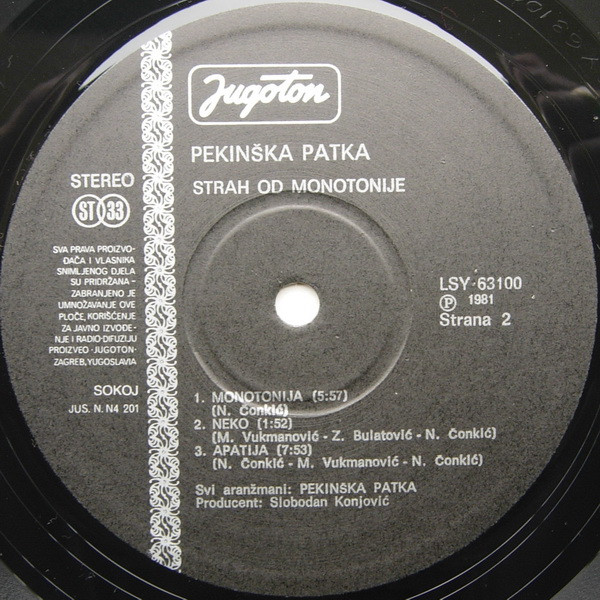 Jugoton
PEKINŠKA PATKA
STRAH OD MONOTONIJE
STEREO
ST 33
SVA PRAVA PROIZVO-
ĐAČA I VLASNIKA
SNIMLJENOG DJELA
SU PRIDRŽANA -
ZABRANJENO JE
UMNOŽAVANJE OVE
PLOČE, KORIŠĆENJE
ZA JAVNO IZVOĐE-
NJE I RADIO-DIFUZIJU
PROIZVEO -JUGOTON-
ZAGREB, YUGOSLAVIA
SOKOJ
JUS. N. N4 201
LSY-63100
Ⓟ 1981
Strana 2
1. MONOTONIJA (5:57)
(N. Čonkić)
2. NEKO (1:52)
(M. Vukmanović - Z. Bulatović - N. Čonkić)
3. APATIJA (7:53)
(N. Čonkić - M. Vukmanović - N. Čonkić)
Svi aranžmani: PEKINŠKA PATKA
Producent: Slobodan Konjović